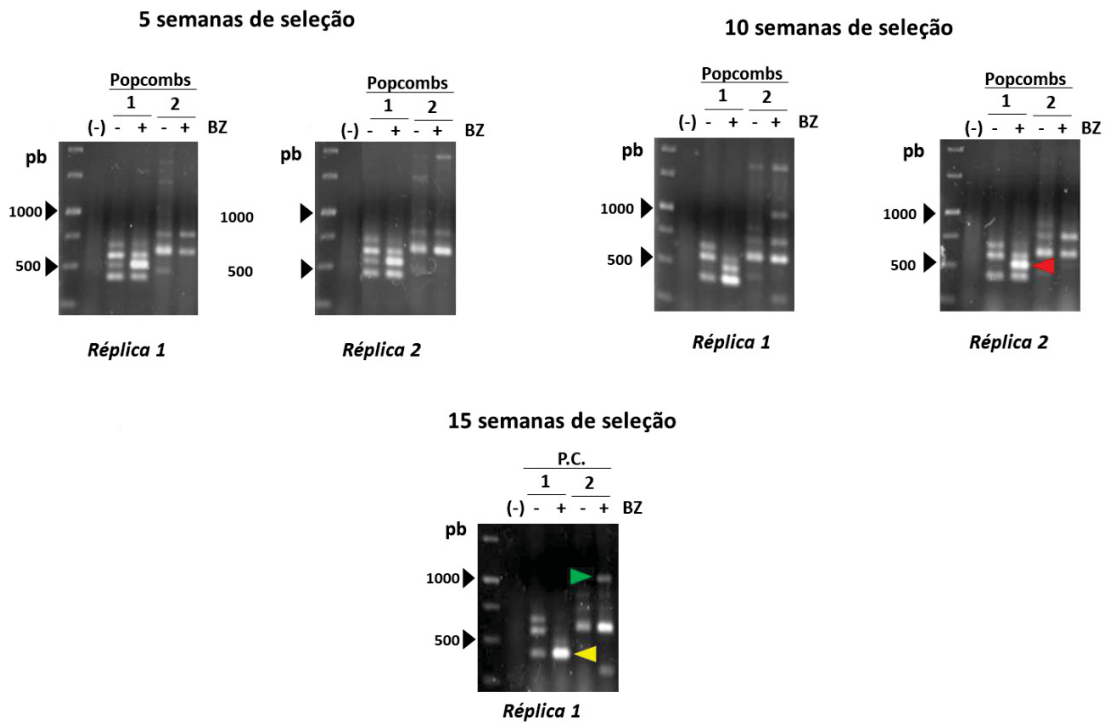 5 semanas de seleção
Popcombs
1 2
(-) - + - + BZ
pb
1000
500
Réplica 1
Popcombs
1 2
(-) - + - + BZ
pb
1000
500
Réplica 2
10 semanas de seleção
Popcombs
1 2
(-) - + - + BZ
pb
1000
500
Réplica 1
Popcombs
1 2
(-) - + - + BZ
pb
1000
500
Réplica 2
15 semanas de seleção
P.C.
1 2
(-) - + - + BZ
pb
1000
500
Réplica 1